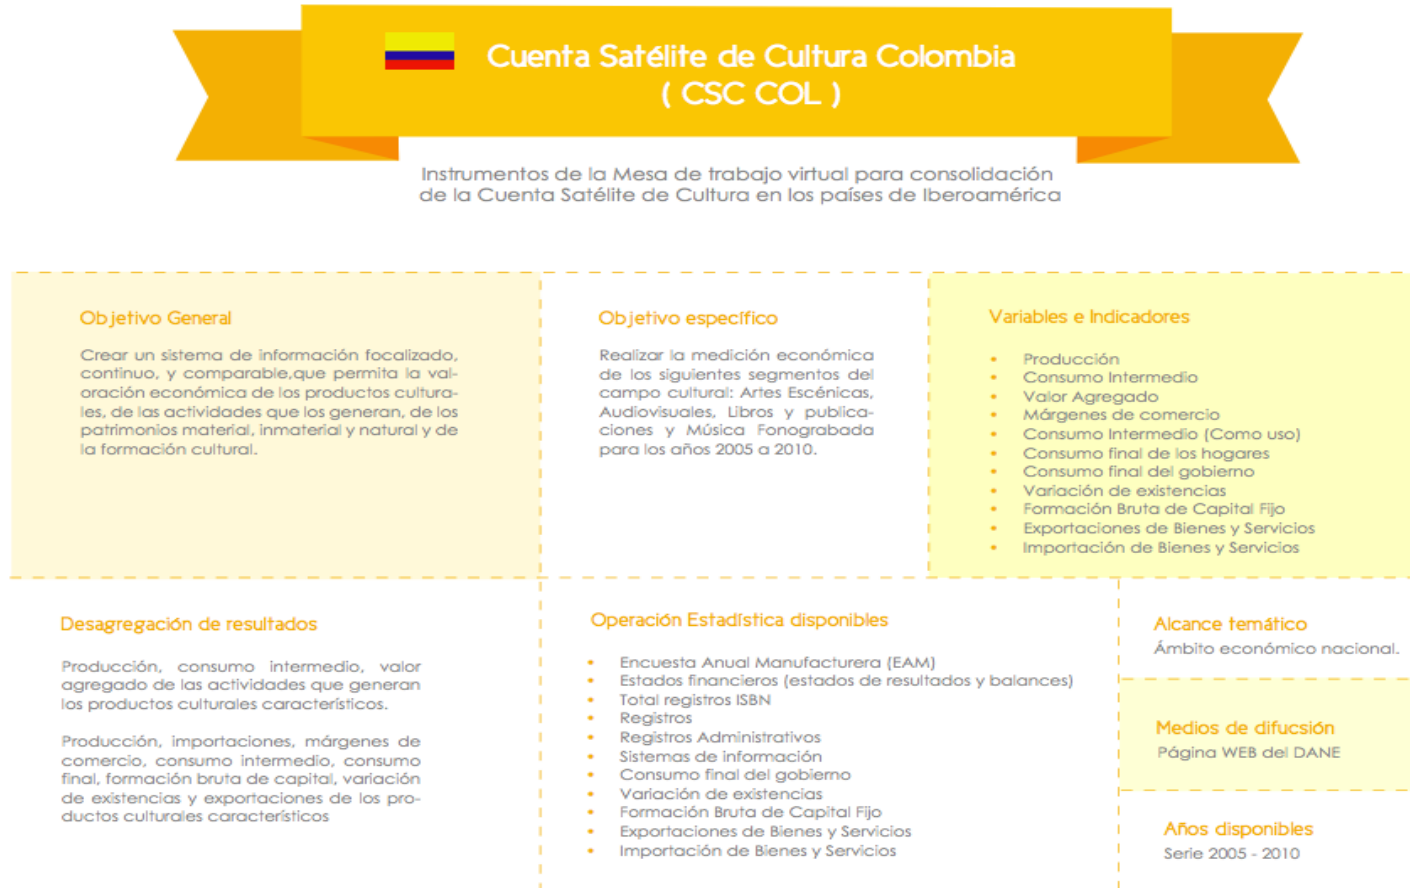 Cuenta Satélite de Cultura Colombia
( CSC COL )
Instrumentos de la Mesa de trabajo virtual para consolidación
de la Cuenta Satélite de Cultura en los países de Iberoamérica
Objetivo General
Crear un sistema de información focalizado,
continuo, y comparable,que permita la val-
oración económica de los productos cultura-
les, de las actividades que los generan, de los
patrimonios material, inmaterial y natural y de
la formación cultural.
Objetivo específico
Realizar la medición económica
de los siguientes segmentos del
campo cultural: Artes Escénicas,
Audiovisuales, Libros y publica-
ciones y Música Fonograbada
para los años 2005 a 2010.
Variables e Indicadores
• Producción
• Consumo Intermedio
• Valor Agregado
• Márgenes de comercio
• Consumo Intermedio (Como uso)
• Consumo final de los hogares
• Consumo final del gobierno
• Variación de existencias
• Formación Bruta de Capital Fijo
• Exportaciones de Bienes y Servicios
• Importación de Bienes y Servicios
Desagregación de resultados
Producción, consumo intermedio, valor
agregado de las actividades que generan
los productos culturales característicos.
Producción, importaciones, márgenes de
comercio, consumo intermedio, consumo
final, formación bruta de capital, variación
de existencias y exportaciones de los pro-
ductos culturales característicos
Operación Estadística disponibles
• Encuesta Anual Manufacturera (EAM)
• Estados financieros (estados de resultados y balances)
• Total registros ISBN
• Registros
• Registros Administrativos
• Sistemas de información
• Consumo final del gobierno
• Variación de existencias
• Formación Bruta de Capital Fijo
• Exportaciones de Bienes y Servicios
• Importación de Bienes y Servicios
Alcance temático
Ámbito económico nacional.
Medios de difucsión
Página WEB del DANE
Años disponibles
Serie 2005 - 2010